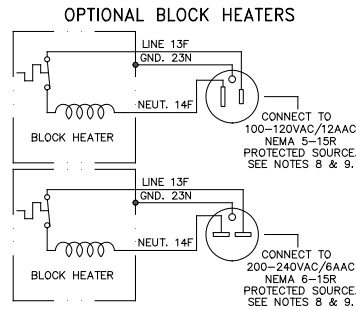 OPTIONAL BLOCK HEATERS
LINE 13F
GND. 23N
NEUT. 14F
BLOCK HEATER
CONNECT TO
100-120VAC/12AAC
NEMA 5-15R
PROTECTED SOURCE.
SEE NOTES 8 & 9.
LINE 13F
GND. 23N
NEUT. 14F
BLOCK HEATER
CONNECT TO
200-240VAC/6AAC
NEMA 6-15R
PROTECTED SOURCE.
SEE NOTES 8 & 9.